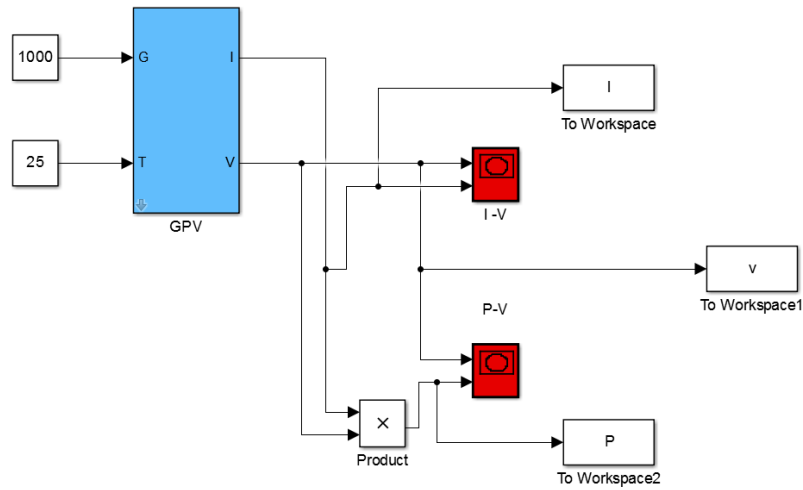 1000
G
I
I
To Workspace
25
T
V
I -V
GPV
v
To Workspace1
P-V
×
Product
P
To Workspace2